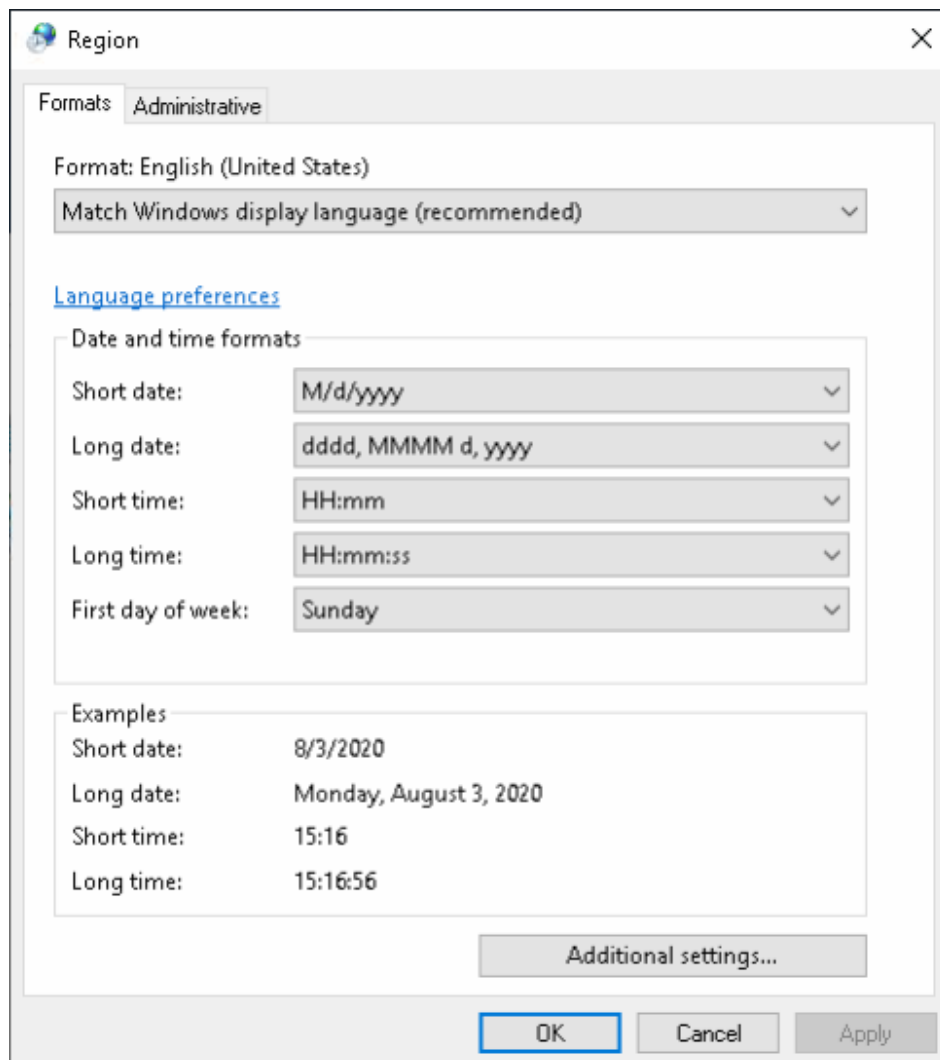 Region
Formats Administrative
Format: English (United States)
Match Windows display language (recommended)
Language preferences
Date and time formats
Short date: M/d/yyyy
Long date: dddd, MMMM d, yyyy
Short time: HH:mm
Long time: HH:mm:ss
First day of week: Sunday
Examples
Short date: 8/3/2020
Long date: Monday, August 3, 2020
Short time: 15:16
Long time: 15:16:56
Additional settings...
OK Cancel Apply